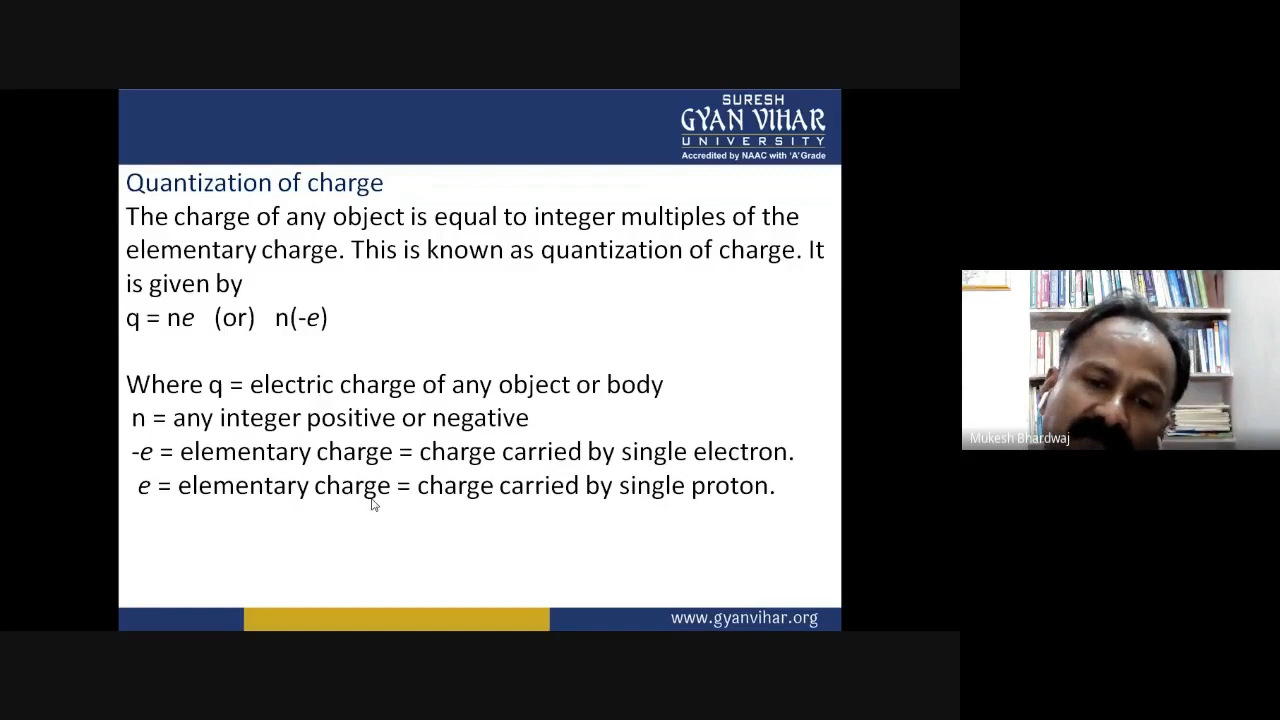 SURESH
GYAN VIHAR
UNIVERSITY
Accredited by NAAC with 'A' Grade
Quantization of charge
The charge of any object is equal to integer multiples of the
elementary charge. This is known as quantization of charge. It
is given by
q = ne (or) n(-e)
Where q = electric charge of any object or body
n = any integer positive or negative
-e = elementary charge = charge carried by single electron.
e = elementary charge = charge carried by single proton.
www.gyanvihar.org
Mukesh Bhardwaj